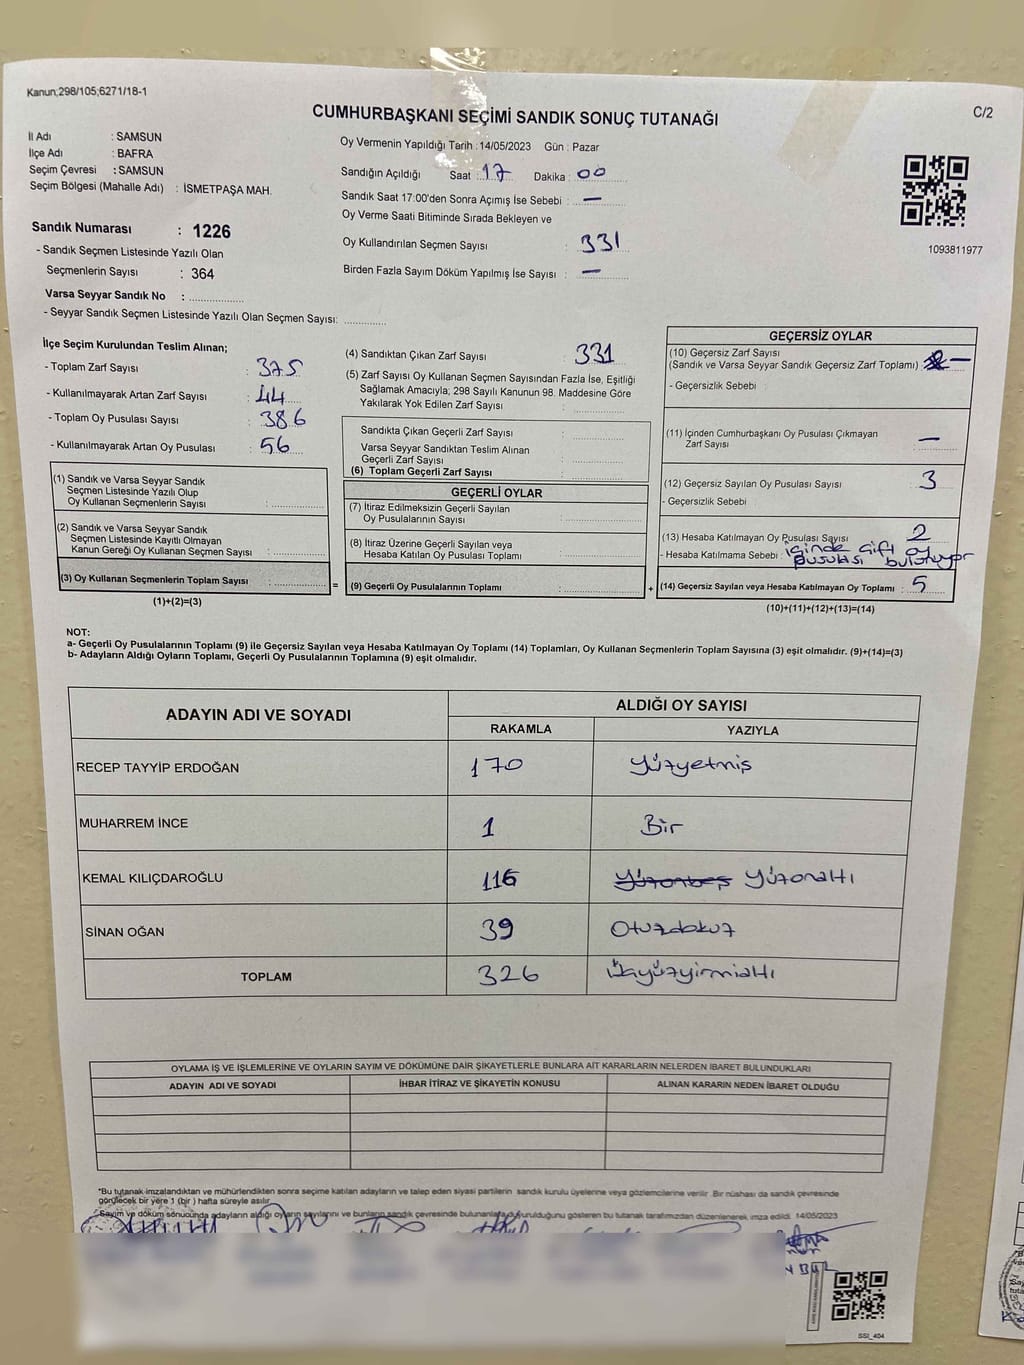 Kanun;298/105;6271/18-1
CUMHURBAŞKANI SEÇİMİ SANDIK SONUÇ TUTANAĞI
C/2
İl Adı : SAMSUN
İlçe Adı : BAFRA
Seçim Çevresi : SAMSUN
Seçim Bölgesi (Mahalle Adı) : İSMETPAŞA MAH.
Sandık Numarası : 1226
- Sandık Seçmen Listesinde Yazılı Olan
Seçmenlerin Sayısı : 364
Varsa Seyyar Sandık No : ................
- Seyyar Sandık Seçmen Listesinde Yazılı Olan Seçmen Sayısı: ............
Oy Vermenin Yapıldığı Tarih : 14/05/2023 Gün : Pazar
Sandığın Açıldığı Saat : 17 Dakika : 00
Sandık Saat 17:00'den Sonra Açımış İse Sebebi : —
Oy Verme Saati Bitiminde Sırada Bekleyen ve
Oy Kullandırılan Seçmen Sayısı : 331
Birden Fazla Sayım Döküm Yapılmış İse Sayısı : —
1093811977
İlçe Seçim Kurulundan Teslim Alınan;
- Toplam Zarf Sayısı : 375
- Kullanılmayarak Artan Zarf Sayısı : 44
- Toplam Oy Pusulası Sayısı : 386
- Kullanılmayarak Artan Oy Pusulası : 56
(1) Sandık ve Varsa Seyyar Sandık
Seçmen Listesinde Yazılı Olup
Oy Kullanan Seçmenlerin Sayısı :
(2) Sandık ve Varsa Seyyar Sandık
Seçmen Listesinde Kayıtlı Olmayan
Kanun Gereği Oy Kullanan Seçmen Sayısı :
(3) Oy Kullanan Seçmenlerin Toplam Sayısı : =
(1)+(2)=(3)
(4) Sandıktan Çıkan Zarf Sayısı : 331
(5) Zarf Sayısı Oy Kullanan Seçmen Sayısından Fazla İse, Eşitliği
Sağlamak Amacıyla; 298 Sayılı Kanunun 98. Maddesine Göre
Yakılarak Yok Edilen Zarf Sayısı :
Sandıkta Çıkan Geçerli Zarf Sayısı :
Varsa Seyyar Sandıktan Teslim Alınan
Geçerli Zarf Sayısı :
(6) Toplam Geçerli Zarf Sayısı :
GEÇERLİ OYLAR
(7) İtiraz Edilmeksizin Geçerli Sayılan
Oy Pusulalarının Sayısı :
(8) İtiraz Üzerine Geçerli Sayılan veya
Hesaba Katılan Oy Pusulası Toplamı :
(9) Geçerli Oy Pusulalarının Toplamı : +
GEÇERSİZ OYLAR
(10) Geçersiz Zarf Sayısı
(Sandık ve Varsa Seyyar Sandık Geçersiz Zarf Toplamı) : —
- Geçersizlik Sebebi :
(11) İçinden Cumhurbaşkanı Oy Pusulası Çıkmayan
Zarf Sayısı : —
(12) Geçersiz Sayılan Oy Pusulası Sayısı : 3
- Geçersizlik Sebebi :
(13) Hesaba Katılmayan Oy Pusulası Sayısı : 2
- Hesaba Katılmama Sebebi : içinde çift oy
pusulası bulunuyor
(14) Geçersiz Sayılan veya Hesaba Katılmayan Oy Toplamı : 5
(10)+(11)+(12)+(13)=(14)
NOT:
a- Geçerli Oy Pusulalarının Toplamı (9) ile Geçersiz Sayılan veya Hesaba Katılmayan Oy Toplamı (14) Toplamları, Oy Kullanan Seçmenlerin Toplam Sayısına (3) eşit olmalıdır. (9)+(14)=(3)
b- Adayların Aldığı Oyların Toplamı, Geçerli Oy Pusulalarının Toplamına (9) eşit olmalıdır.
ADAYIN ADI VE SOYADI
ALDIĞI OY SAYISI
RAKAMLA YAZIYLA
RECEP TAYYİP ERDOĞAN 170 Yüzyetmiş
MUHARREM İNCE 1 Bir
KEMAL KILIÇDAROĞLU 116 Yüzonbeş Yüzonaltı
SİNAN OĞAN 39 Otuzdokuz
TOPLAM 326 Üçyüzyirmialtı
OYLAMA İŞ VE İŞLEMLERİNE VE OYLARIN SAYIM VE DÖKÜMÜNE DAİR ŞİKAYETLERLE BUNLARA AİT KARARLARIN NELERDEN İBARET BULUNDUKLARI
ADAYIN ADI VE SOYADI İHBAR İTİRAZ VE ŞİKAYETİN KONUSU ALINAN KARARIN NEDEN İBARET OLDUĞU
*Bu tutanak imzalandıktan ve mühürlendikten sonra seçime katılan adayların ve talep eden siyasi partilerin sandık kurulu üyelerine veya gözlemcilerine verilir. Bir nüshası da sandık çevresinde
görülecek bir yere 1 (bir) hafta süreyle asılır.
Sayım ve döküm sonucunda adayların aldığı oyların sayılarını ve bunların sandık çevresinde bulunanlara duyurulduğunu gösteren bu tutanak tarafımızdan düzenlenerek imza edildi. 14/05/2023
SSI_404